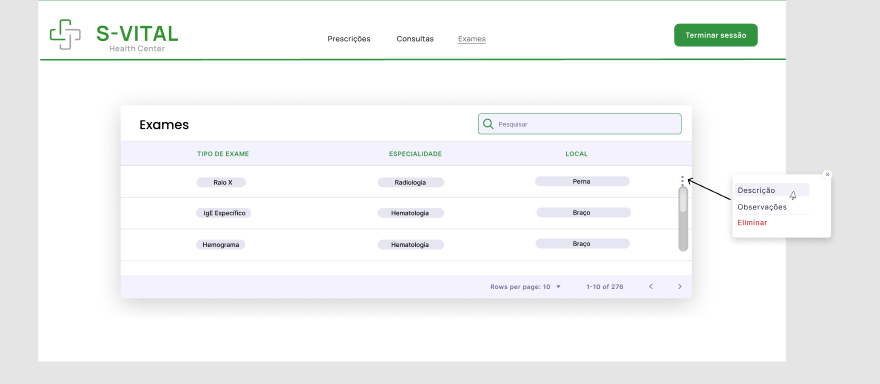 S-VITAL
Health Center
Prescrições Consultas Exames
Terminar sessão
Exames
Pesquisar
TIPO DE EXAME ESPECIALIDADE LOCAL
Raio X Radiologia Perna
IgE Específico Hematologia Braço
Hemograma Hematologia Braço
Rows per page: 10 1-10 of 276
Descrição
Observações
Eliminar